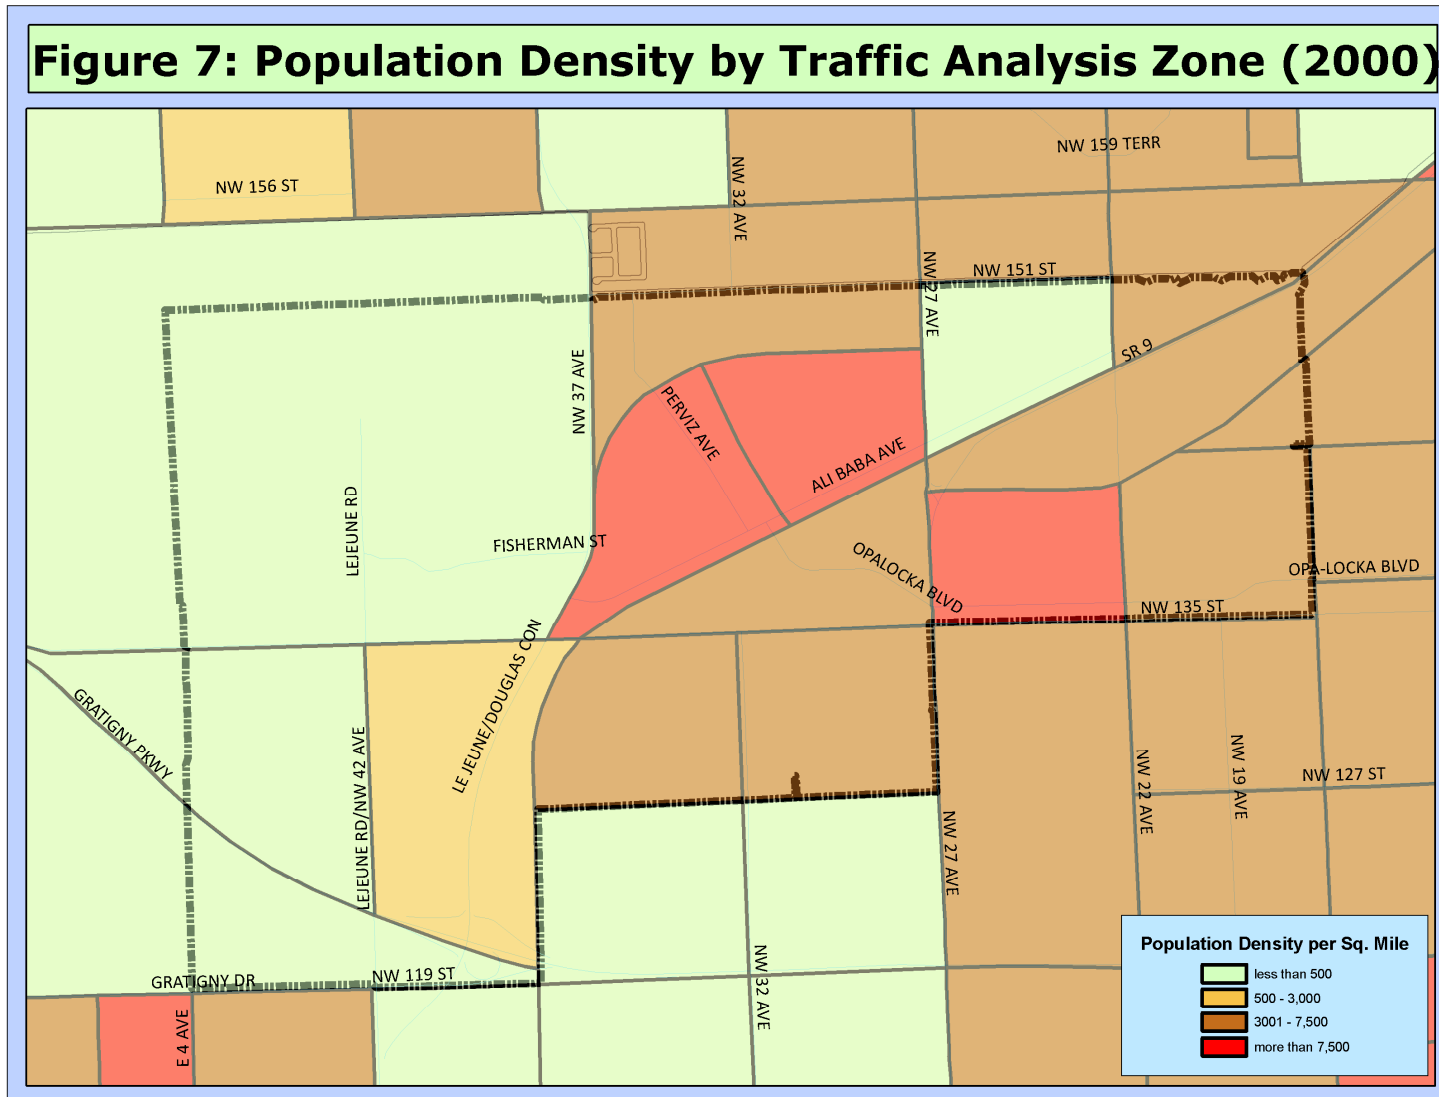 Figure 7: Population Density by Traffic Analysis Zone (2000)
NW 159 TERR
NW 156 ST
NW 32 AVE
NW 27 AVE
NW 151 ST
SR 9
NW 37 AVE
PERVIZ AVE
ALI BABA AVE
LEJEUNE RD
FISHERMAN ST
OPALOCKA BLVD
OPA-LOCKA BLVD
NW 135 ST
LE JEUNE/DOUGLAS CON
GRATIGNY PKWY
LEJEUNE RD/NW 42 AVE
NW 22 AVE
NW 19 AVE
NW 127 ST
NW 27 AVE
NW 32 AVE
GRATIGNY DR
NW 119 ST
E 4 AVE
Population Density per Sq. Mile
less than 500
500 - 3,000
3001 - 7,500
more than 7,500